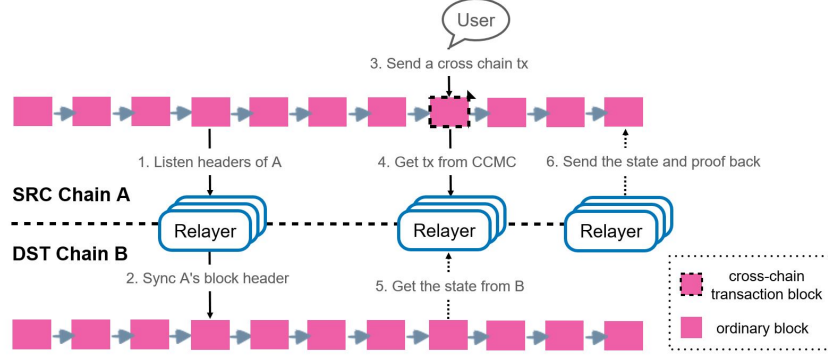 User
3. Send a cross chain tx
1. Listen headers of A
4. Get tx from CCMC
6. Send the state and proof back
SRC Chain A
Relayer
Relayer
Relayer
DST Chain B
2. Sync A's block header
5. Get the state from B
cross-chain
transaction block
ordinary block